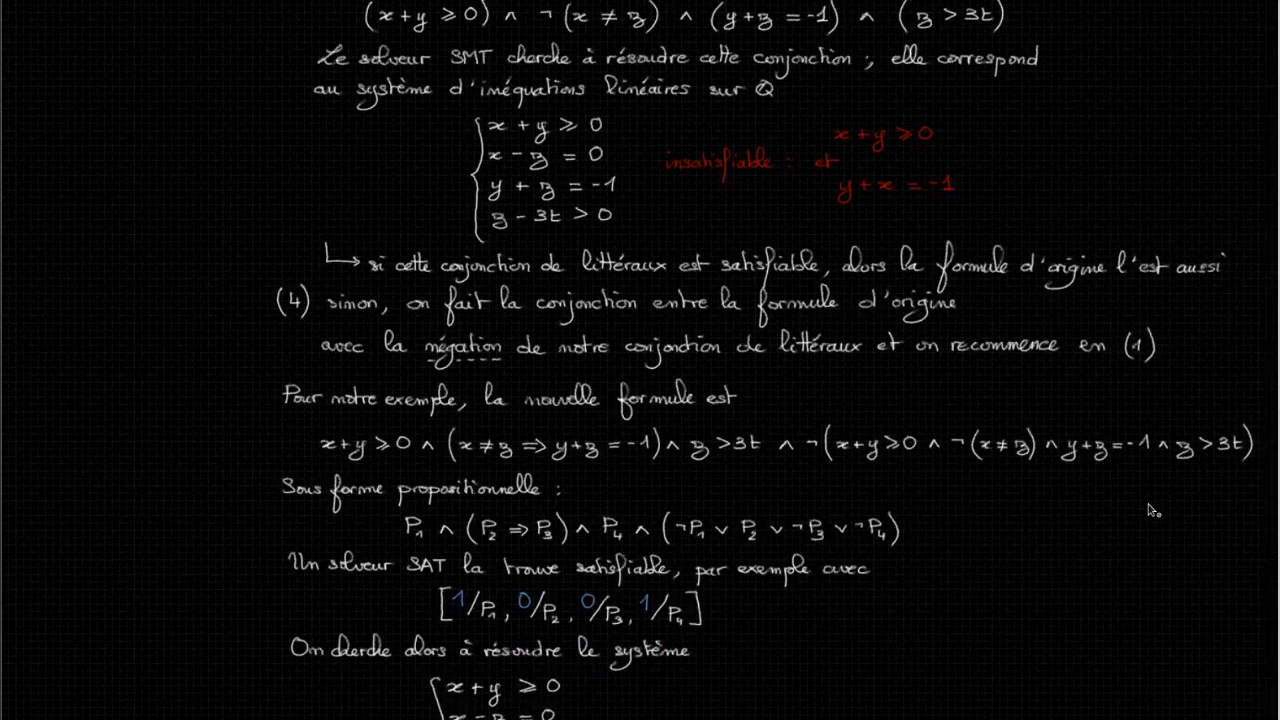 (x+y ≥ 0) ∧ ¬(x ≠ z) ∧ (y+z = -1) ∧ (z > 3t)
Le solveur SMT cherche à résoudre cette conjonction ; elle correspond
au système d'inéquations linéaires sur ℚ
x + y ≥ 0
x - z = 0
y + z = -1
z - 3t > 0
insatisfiable : et
x + y ≥ 0
y + x = -1
↳ si cette conjonction de littéraux est satisfiable, alors la formule d'origine l'est aussi
(4) sinon, on fait la conjonction entre la formule d'origine
avec la négation de notre conjonction de littéraux et on recommence en (1)
Pour notre exemple, la nouvelle formule est
x+y ≥ 0 ∧ (x ≠ z ⇒ y+z = -1) ∧ z > 3t ∧ ¬(x+y ≥ 0 ∧ ¬(x ≠ z) ∧ y+z = -1 ∧ z > 3t)
Sous forme propositionnelle :
P₁ ∧ (P₂ ⇒ P₃) ∧ P₄ ∧ (¬P₁ ∨ P₂ ∨ ¬P₃ ∨ ¬P₄)
Un solveur SAT la trouve satisfiable, par exemple avec
[1/P₁, 0/P₂, 0/P₃, 1/P₄]
On cherche alors à résoudre le système
x + y ≥ 0
x - z = 0